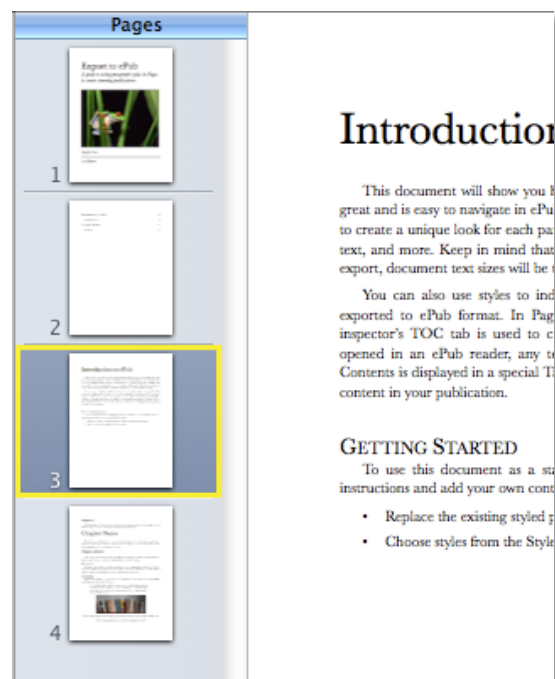 Pages
Export to ePub
1
2
Introduction to ePub
3
Chapter Name
4
Introduction
This document will show you h
great and is easy to navigate in ePu
to create a unique look for each pa
text, and more. Keep in mind that
export, document text sizes will be t
You can also use styles to ind
exported to ePub format. In Pag
inspector's TOC tab is used to c
opened in an ePub reader, any te
Contents is displayed in a special T
content in your publication.
GETTING STARTED
To use this document as a sta
instructions and add your own cont
• Replace the existing styled p
• Choose styles from the Style